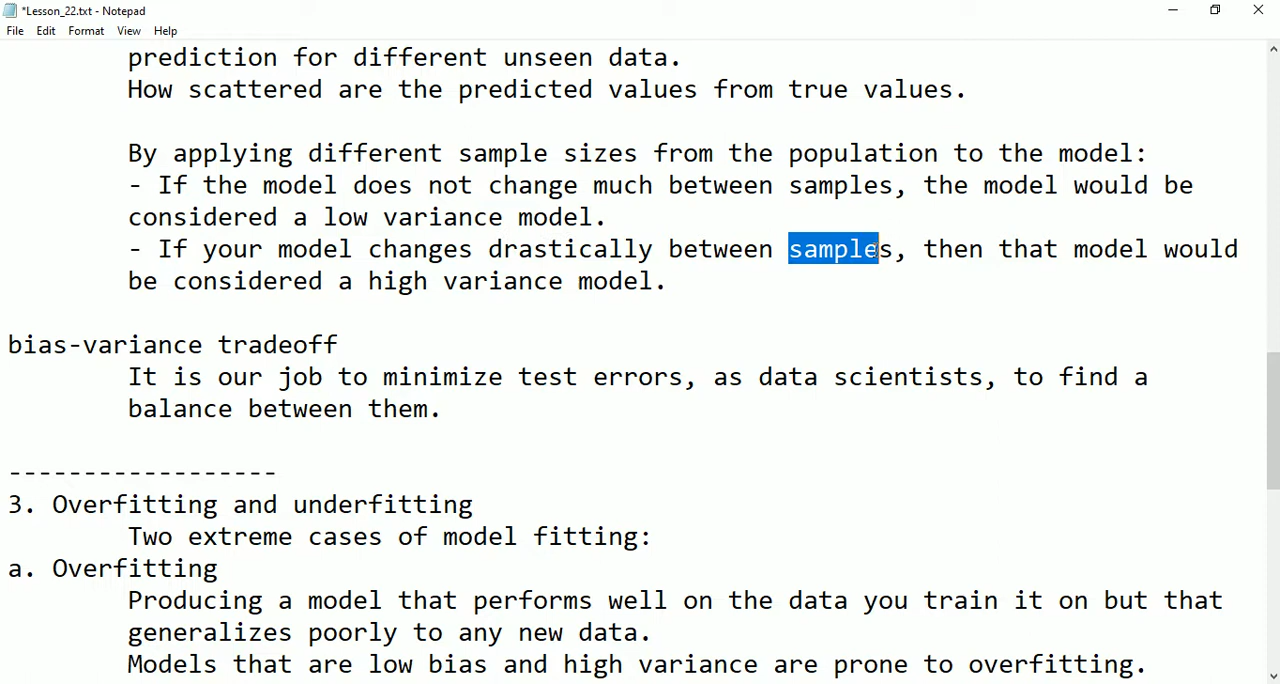 *Lesson_22.txt - Notepad
File Edit Format View Help
prediction for different unseen data.
How scattered are the predicted values from true values.
By applying different sample sizes from the population to the model:
- If the model does not change much between samples, the model would be
considered a low variance model.
- If your model changes drastically between samples, then that model would
be considered a high variance model.
bias-variance tradeoff
It is our job to minimize test errors, as data scientists, to find a
balance between them.
------------------
3. Overfitting and underfitting
Two extreme cases of model fitting:
a. Overfitting
Producing a model that performs well on the data you train it on but that
generalizes poorly to any new data.
Models that are low bias and high variance are prone to overfitting.